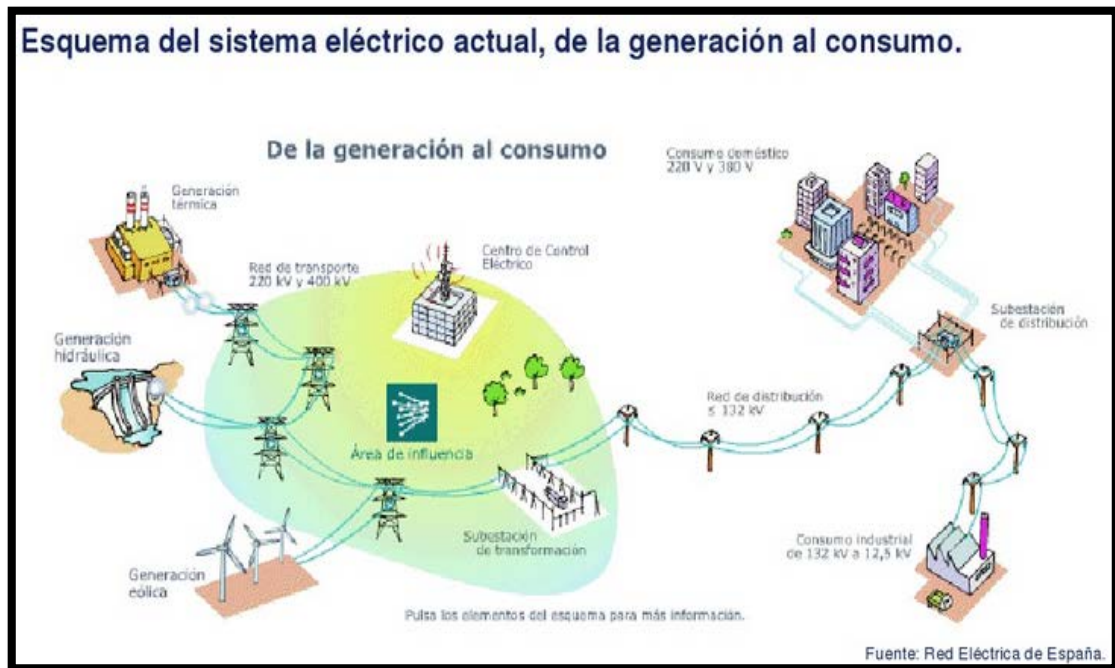 Esquema del sistema eléctrico actual, de la generación al consumo.
De la generación al consumo
Generación
térmica
Red de transporte
220 kV y 400 kV
Centro de Control
Eléctrico
Consumo doméstico
220 V y 380 V
Generación
hidráulica
Subestación
de distribución
Red de distribución
≤ 132 kV
Área de influencia
Subestación
de transformación
Generación
eólica
Consumo industrial
de 132 kV a 12,5 kV
Pulsa los elementos del esquema para más información.
Fuente: Red Eléctrica de España.